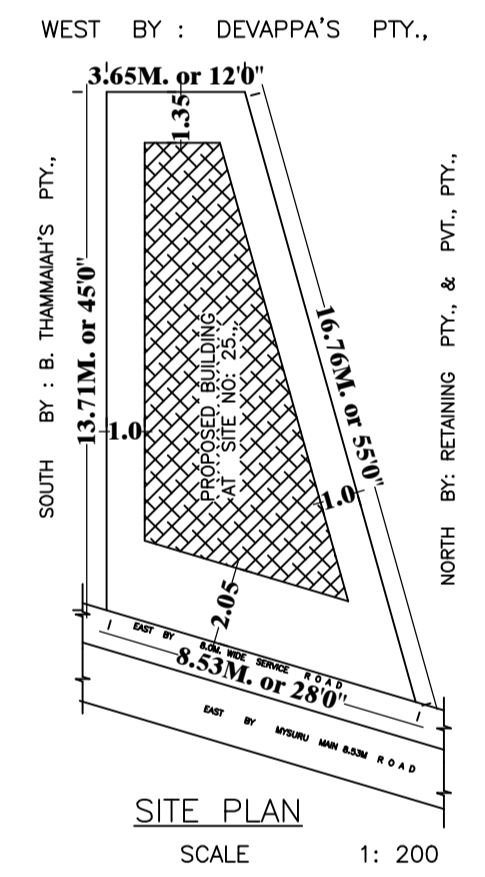 WEST BY : DEVAPPA'S PTY.,
3.65M. or 12'0"
1.35
SOUTH BY : B. THAMMAIAH'S PTY.,
13.71M. or 45'0"
1.0
PROPOSED BUILDING
AT SITE NO: 25.,
16.76M. or 55'0"
1.0
NORTH BY: RETAINING PTY., & PVT., PTY.,
2.05
EAST BY 8.0M. WIDE SERVICE ROAD
8.53M. or 28'0"
EAST BY MYSURU MAIN 8.53M ROAD
SITE PLAN
SCALE 1: 200